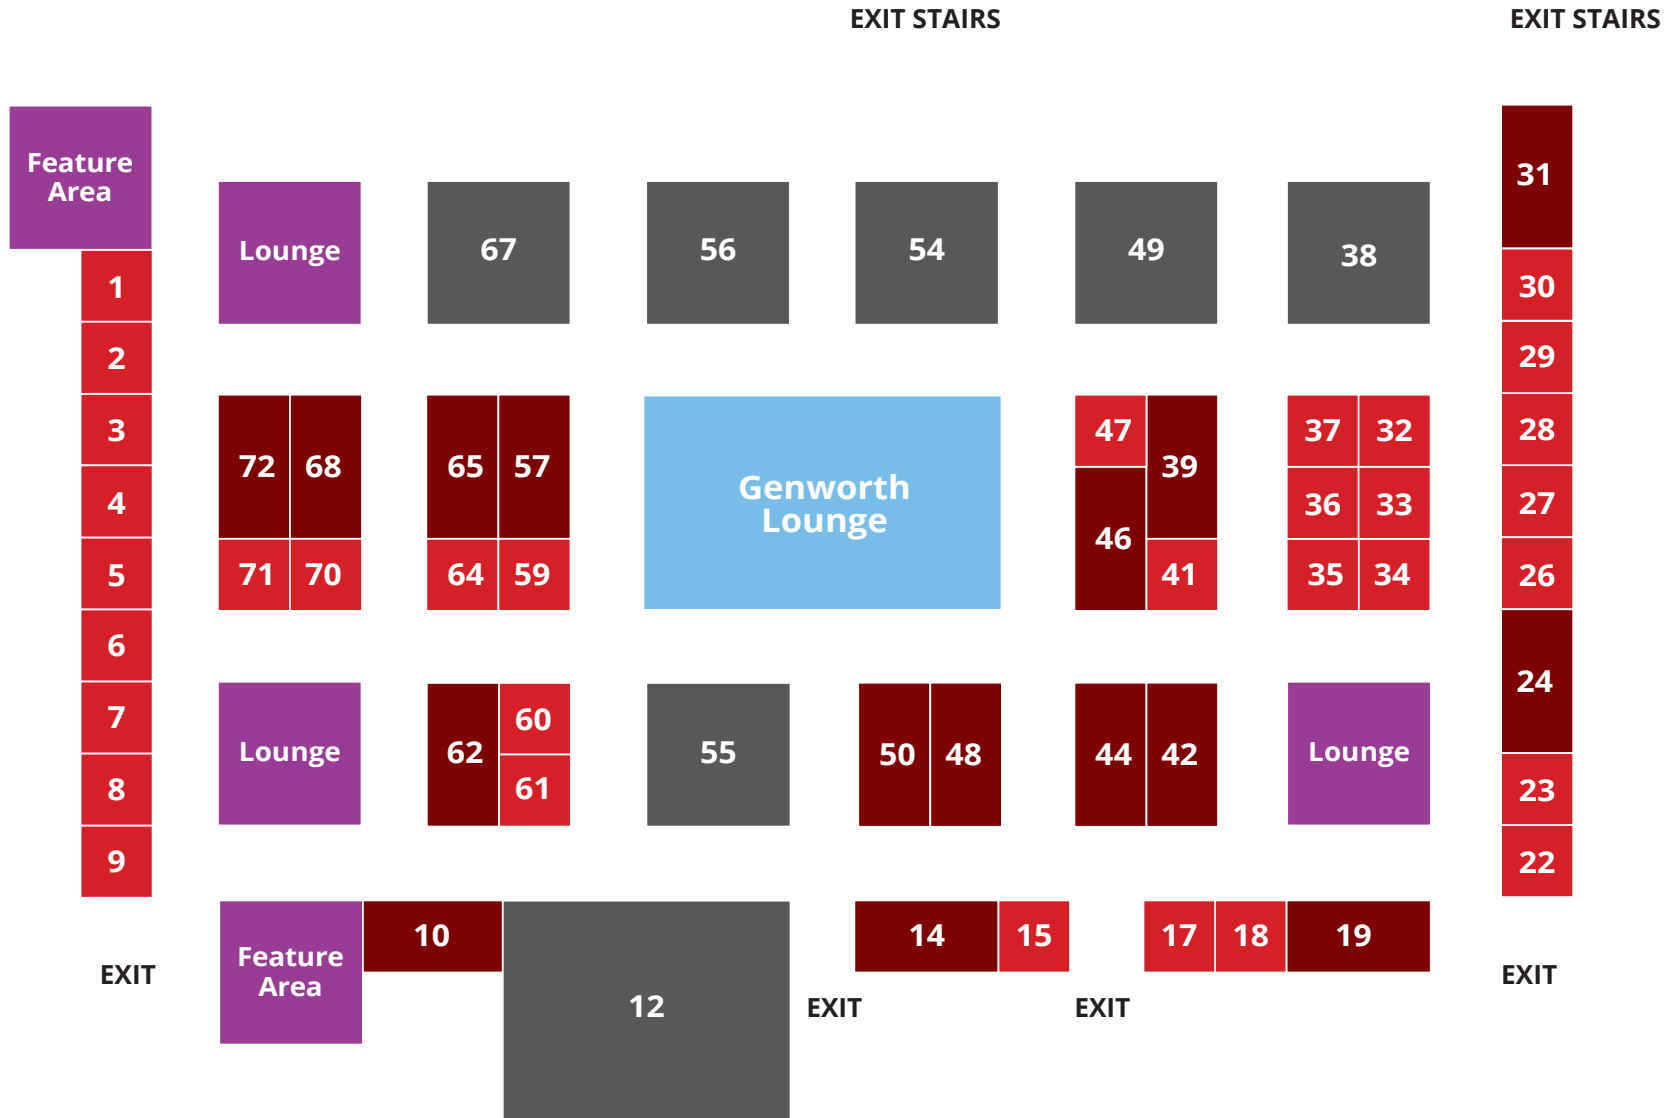 EXIT STAIRS EXIT STAIRS
Feature
Area
31
Lounge 67 56 54 49 38
1 30
2 29
3 47 37 32 28
72 68 65 57 39
Genworth
Lounge
4 36 33 27
46
5 71 70 64 59 41 35 34 26
6
24
7 60
Lounge 62 55 50 48 44 42 Lounge
8 61 23
9 22
10 14 15 17 18 19
Feature
Area
EXIT EXIT
12 EXIT EXIT